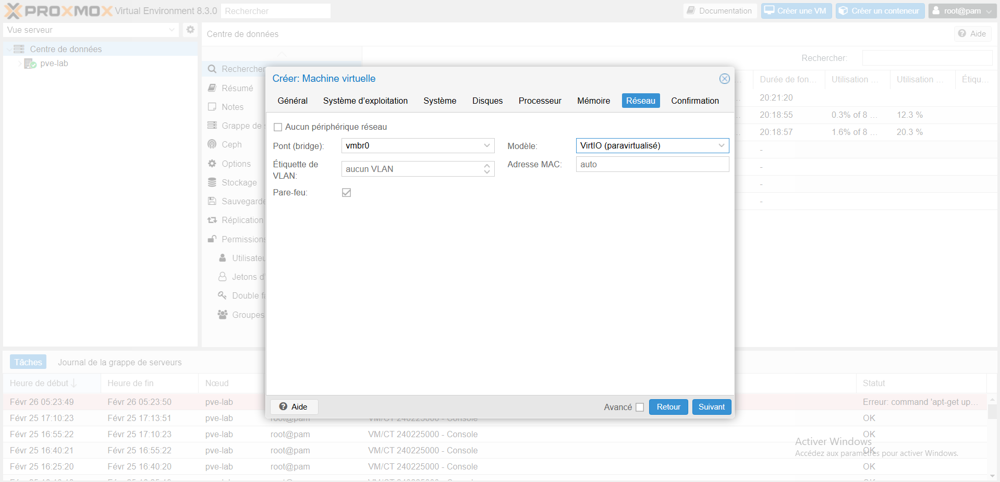 PROXMOX Virtual Environment 8.3.0 Rechercher Documentation Créer une VM Créer un conteneur root@pam
Vue serveur
Centre de données
pve-lab
Centre de données Aide
Rechercher:
Rechercher
Résumé
Notes
Grappe de s
Ceph
Options
Stockage
Sauvegarde
Réplication
Permissions
Utilisateu
Jetons d'
Double fa
Groupes
Durée de fon... Utilisation ... Utilisation ... Étiqu...
20:21:20
20:18:55 0.3% of 8 ... 12.3 %
20:18:57 1.6% of 8 ... 20.3 %
-
-
-
-
Créer: Machine virtuelle
Général Système d'exploitation Système Disques Processeur Mémoire Réseau Confirmation
Aucun périphérique réseau
Pont (bridge): vmbr0 Modèle: VirtIO (paravirtualisé)
Étiquette de
VLAN: aucun VLAN Adresse MAC: auto
Pare-feu:
Aide Avancé Retour Suivant
Tâches Journal de la grappe de serveurs
Heure de début Heure de fin Nœud Statut
Févr 26 05:23:49 Févr 26 05:23:50 pve-lab Erreur: command 'apt-get up...
Févr 25 17:10:23 Févr 25 17:13:51 pve-lab root@pam VM/CT 240225000 - Console OK
Févr 25 16:55:22 Févr 25 17:10:23 pve-lab root@pam VM/CT 240225000 - Console OK
Févr 25 16:40:21 Févr 25 16:55:22 pve-lab root@pam VM/CT 240225000 - Console OK
Févr 25 16:25:20 Févr 25 16:40:20 pve-lab root@pam VM/CT 240225000 - Console OK
Activer Windows
Accédez aux paramètres pour activer Windows.